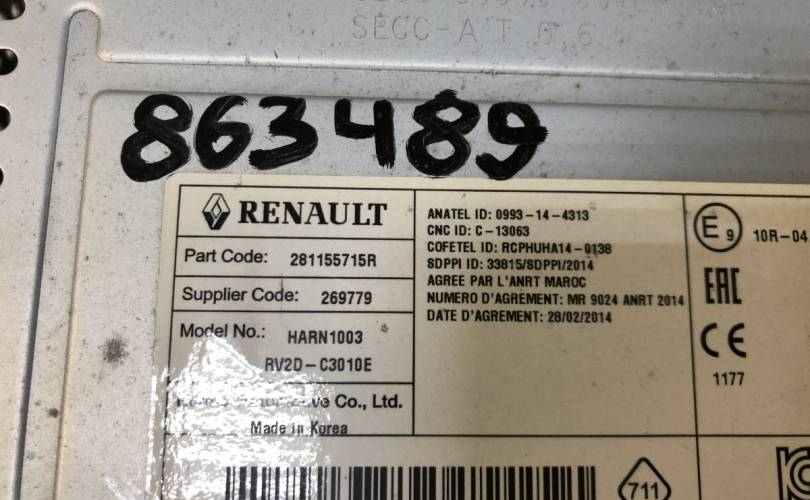 SECC-A T 0.6
863489
RENAULT
Part Code: 281155715R
Supplier Code: 269779
Model No.: HARN1003
RV2D-C3010E
Co., Ltd.
Made in Korea
ANATEL ID: 0993-14-4313
CNC ID: C-13063
COFETEL ID: RCPHUHA14-0138
SDPPI ID: 33815/SDPPI/2014
AGREE PAR L'ANRT MAROC
NUMERO D'AGREMENT: MR 9024 ANRT 2014
DATE D'AGREMENT: 28/02/2014
E9 10R-04
EAC
CE
1177
711